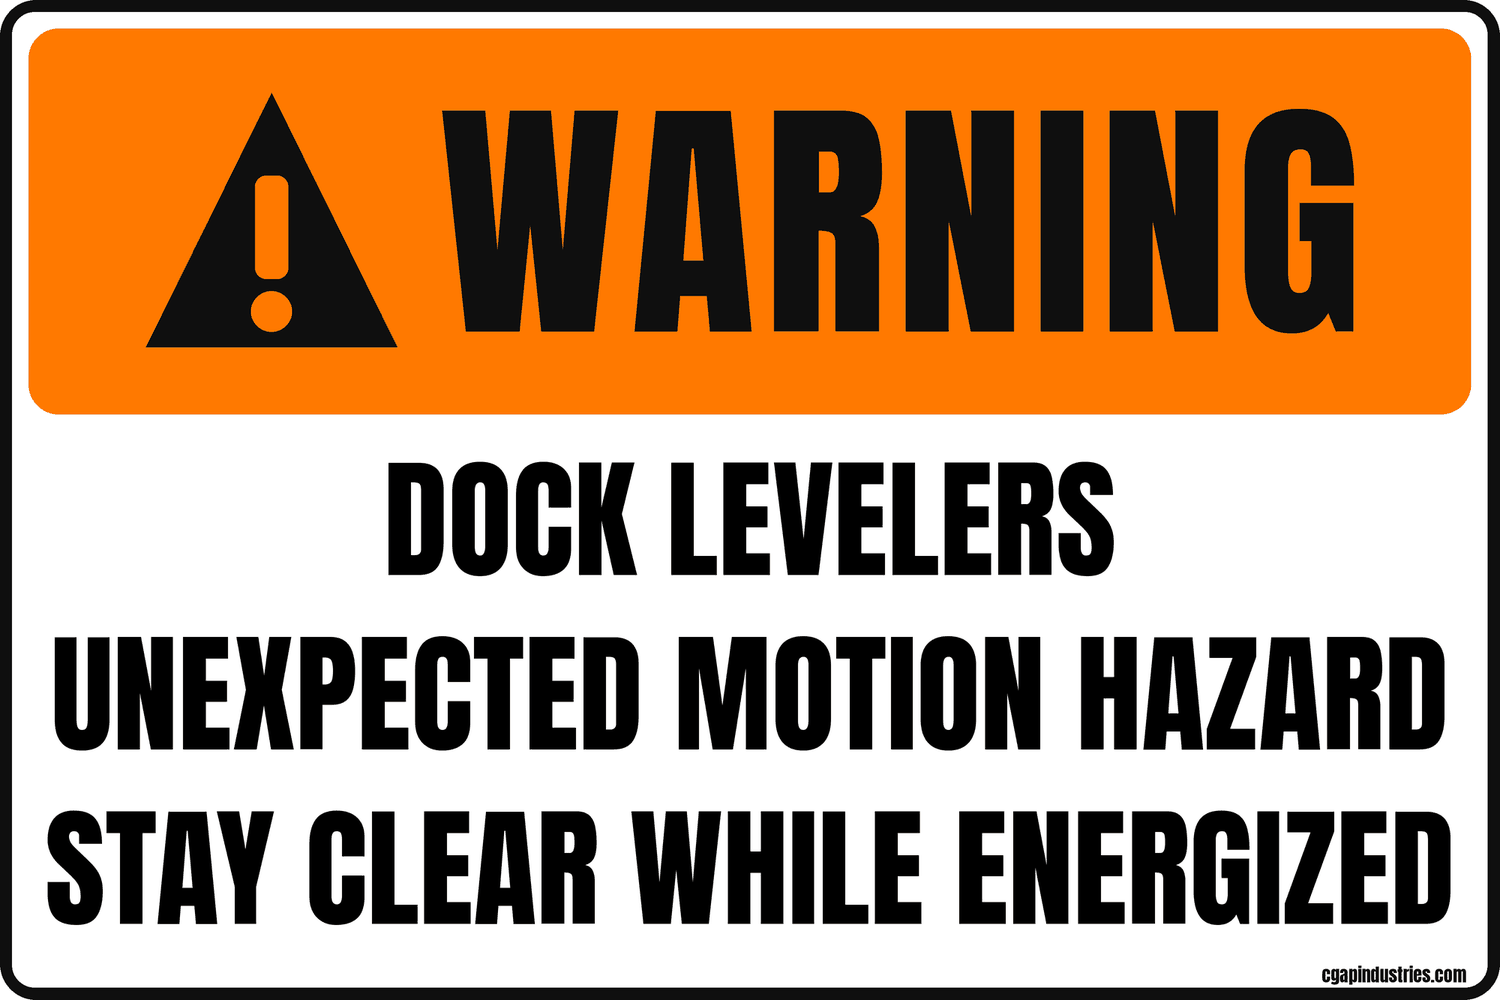 WARNING
DOCK LEVELERS
UNEXPECTED MOTION HAZARD
STAY CLEAR WHILE ENERGIZED
cgapindustries.com